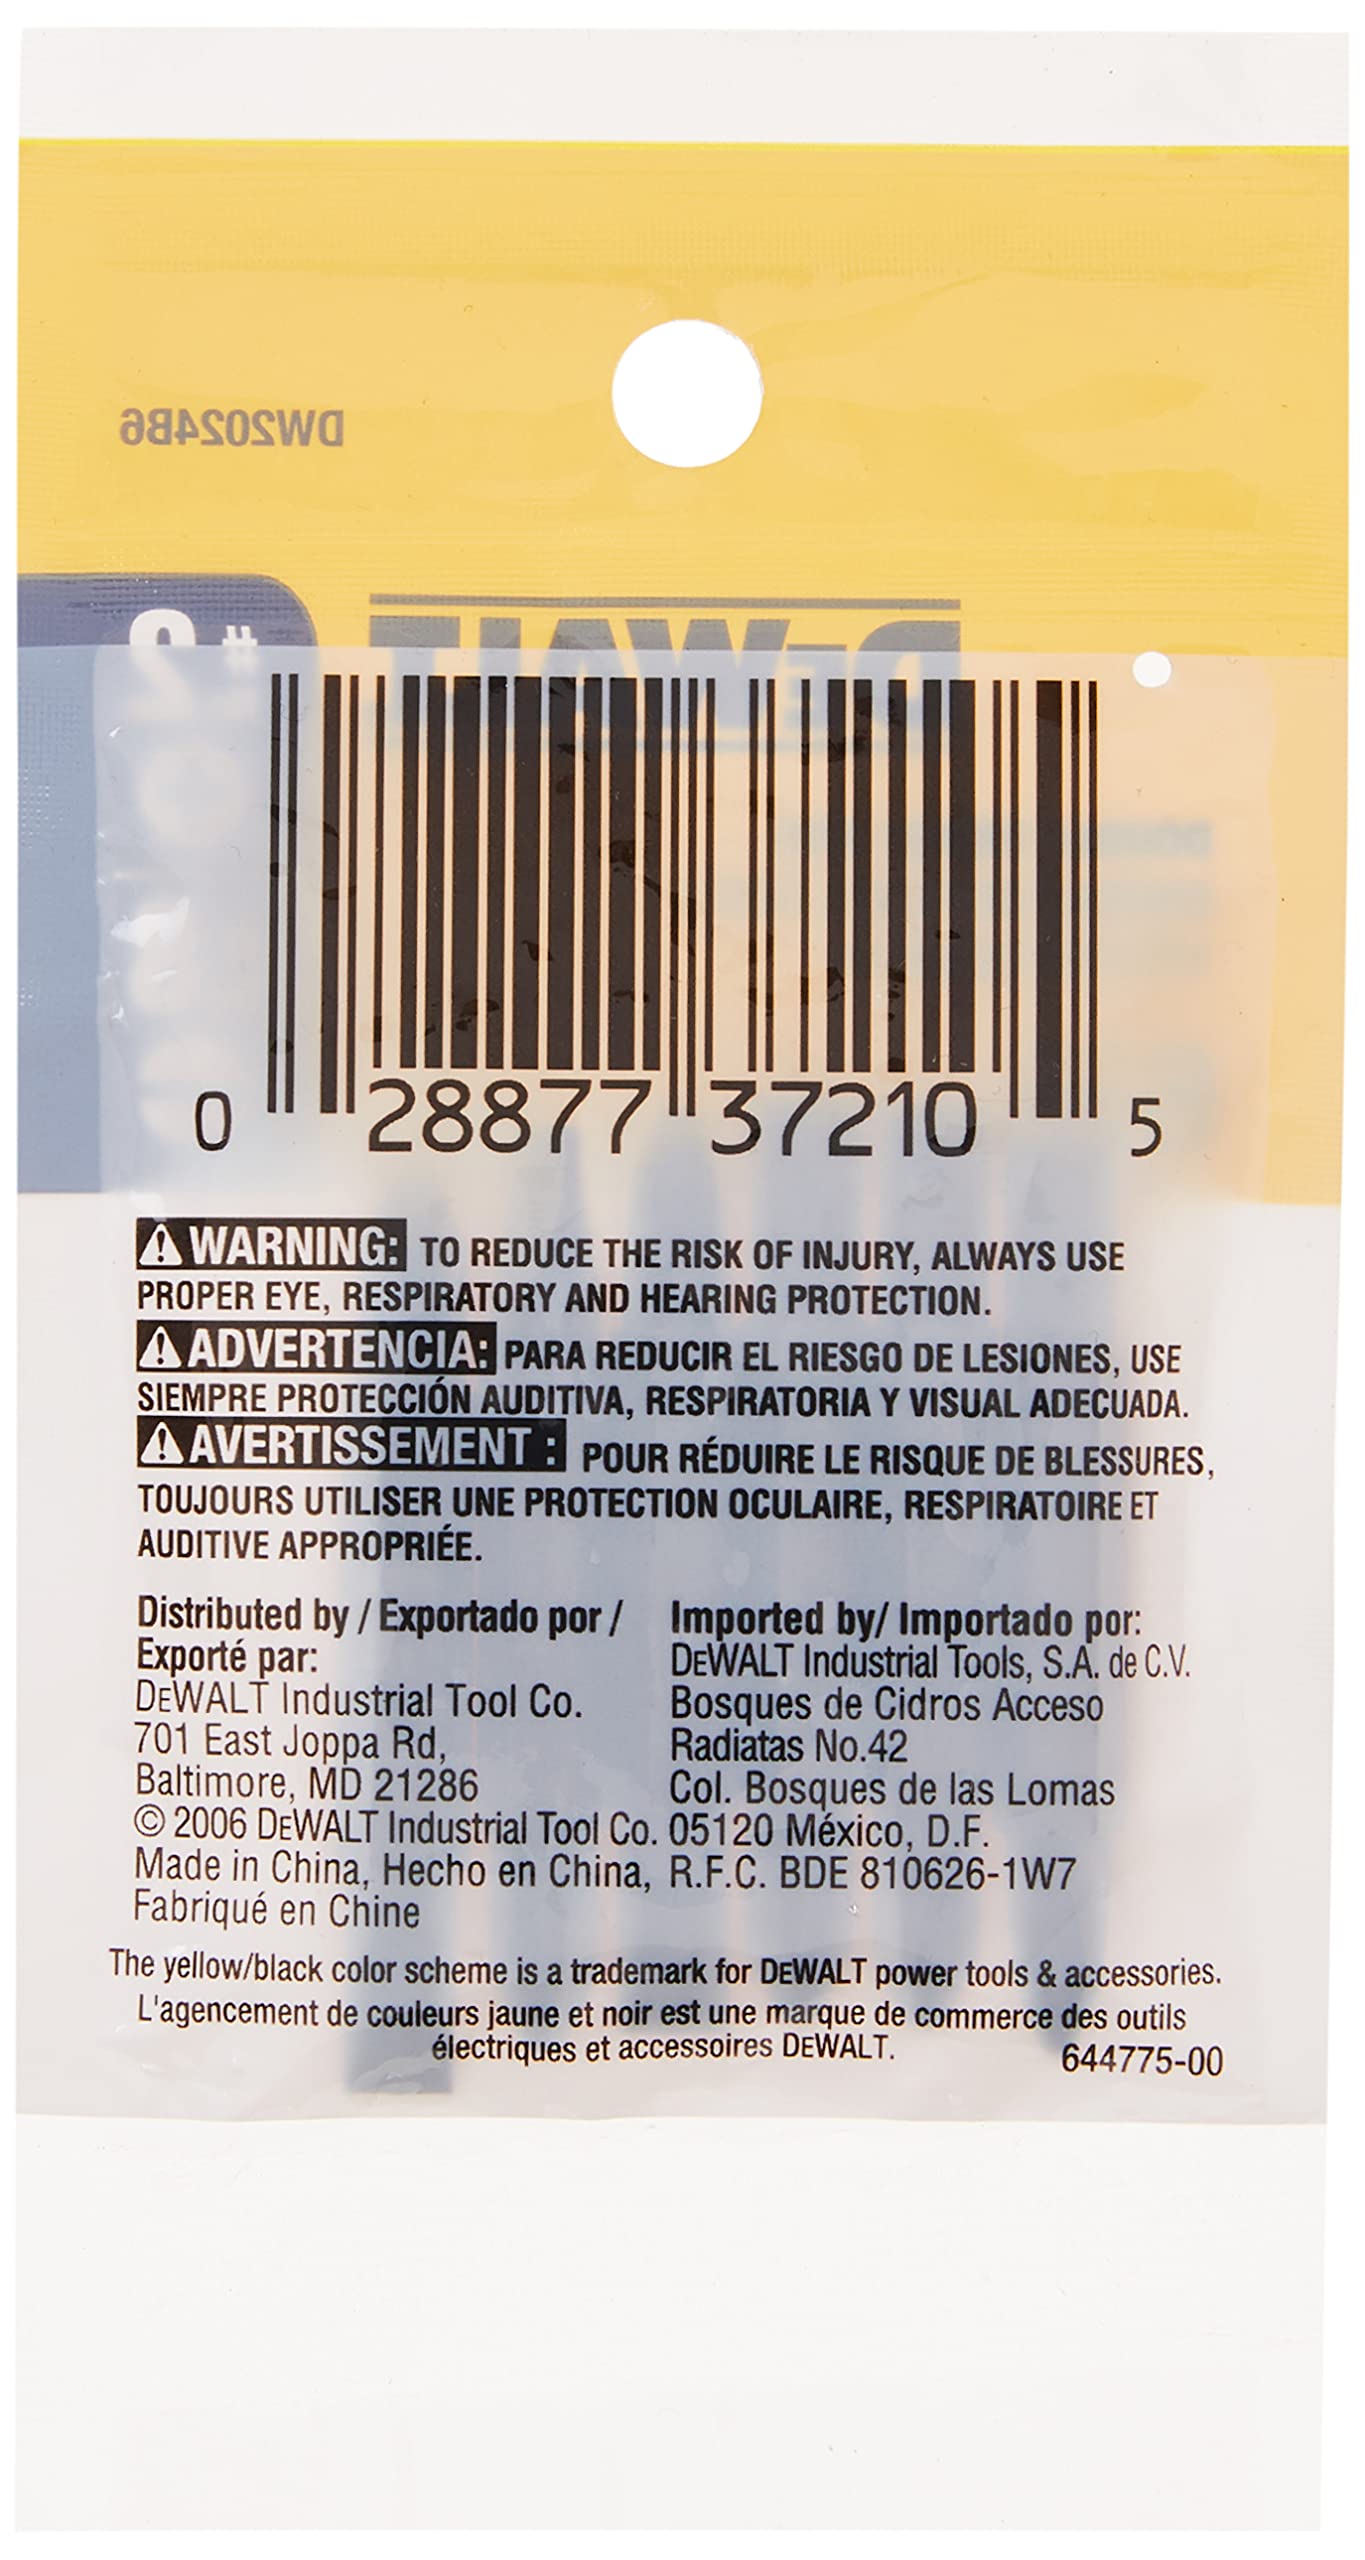 DW2024B6
#2
DEWALT
0 28877 37210 5
⚠ WARNING: TO REDUCE THE RISK OF INJURY, ALWAYS USE
PROPER EYE, RESPIRATORY AND HEARING PROTECTION.
⚠ ADVERTENCIA: PARA REDUCIR EL RIESGO DE LESIONES, USE
SIEMPRE PROTECCIÓN AUDITIVA, RESPIRATORIA Y VISUAL ADECUADA.
⚠ AVERTISSEMENT : POUR RÉDUIRE LE RISQUE DE BLESSURES,
TOUJOURS UTILISER UNE PROTECTION OCULAIRE, RESPIRATOIRE ET
AUDITIVE APPROPRIÉE.
Distributed by / Exportado por /
Exporté par:
DEWALT Industrial Tool Co.
701 East Joppa Rd,
Baltimore, MD 21286
© 2006 DEWALT Industrial Tool Co.
Made in China, Hecho en China,
Fabriqué en Chine
Imported by/ Importado por:
DEWALT Industrial Tools, S.A. de C.V.
Bosques de Cidros Acceso
Radiatas No.42
Col. Bosques de las Lomas
05120 México, D.F.
R.F.C. BDE 810626-1W7
The yellow/black color scheme is a trademark for DEWALT power tools & accessories.
L'agencement de couleurs jaune et noir est une marque de commerce des outils
électriques et accessoires DEWALT.
644775-00